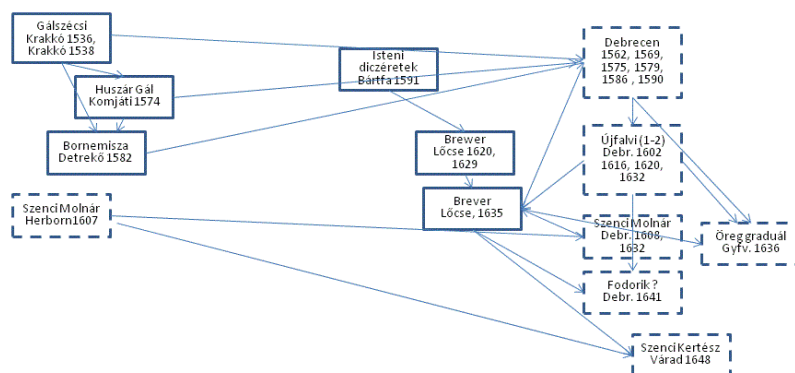 Gálszécsi
Krakkó 1536,
Krakkó 1538
Huszár Gál
Komjáti 1574
Bornemisza
Detrekő 1582
Szenci Molnár
Herborn1607
Isteni
diczéretek
Bártfa 1591
Brewer
Lőcse 1620,
1629
Brever
Lőcse, 1635
Debrecen
1562, 1569,
1575, 1579,
1586 , 1590
Újfalvi (1-2)
Debr. 1602
1616, 1620,
1632
Szenci Molnár
Debr. 1608,
1632
Fodorik ?
Debr. 1641
Öreg graduál
Gyfv. 1636
Szenci Kertész
Várad 1648